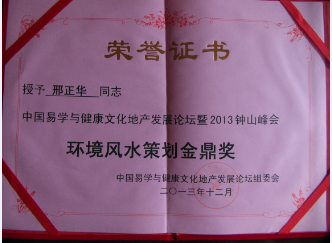 荣誉证书
授予 邢正华 同志
中国易学与健康文化地产发展论坛暨2013钟山峰会
环境风水策划金鼎奖
中国易学与健康文化地产发展论坛组委会
二〇一三年十二月